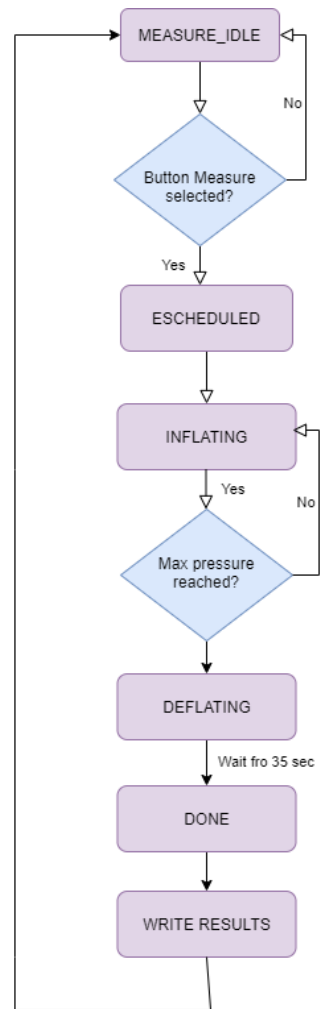 MEASURE_IDLE
No
Button Measure
selected?
Yes
ESCHEDULED
INFLATING
Yes
No
Max pressure
reached?
DEFLATING
Wait fro 35 sec
DONE
WRITE RESULTS